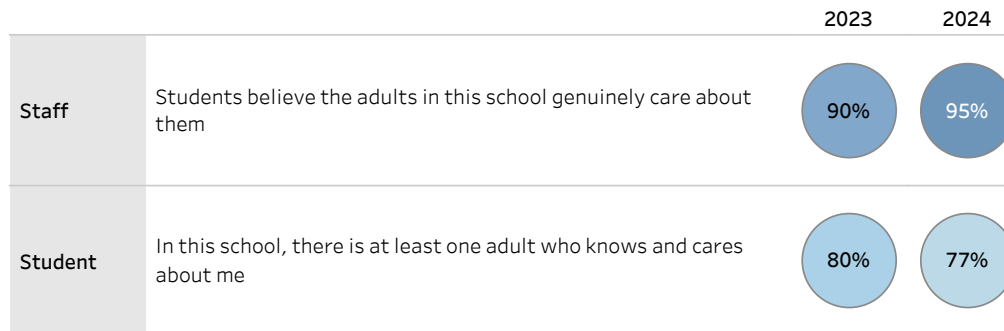 2023 2024
Staff
Students believe the adults in this school genuinely care about
them
90% 95%
Student
In this school, there is at least one adult who knows and cares
about me
80% 77%